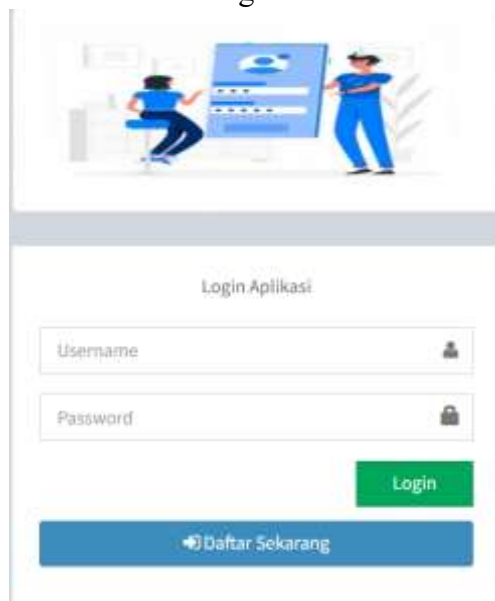 Login Aplikasi
Username
Password
Login
Daftar Sekarang